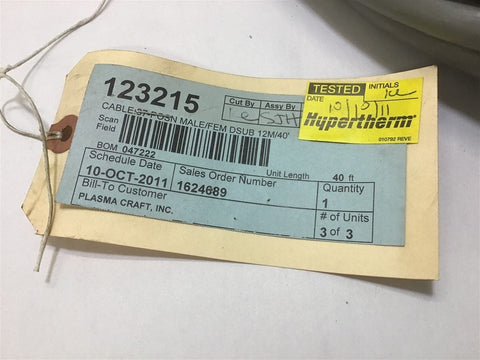 123215
Cut By
Assy By
CABLE:37-POSN MALE/FEM DSUB 12M/40'
Scan
Field
BOM 047222
Schedule Date
Sales Order Number
Unit Length
40 ft
10-OCT-2011
1624689
Quantity
1
Bill-To Customer
PLASMA CRAFT, INC.
# of Units
3 of 3
TESTED
INITIALS
DATE
10/10/11
Hypertherm
010792 REVE